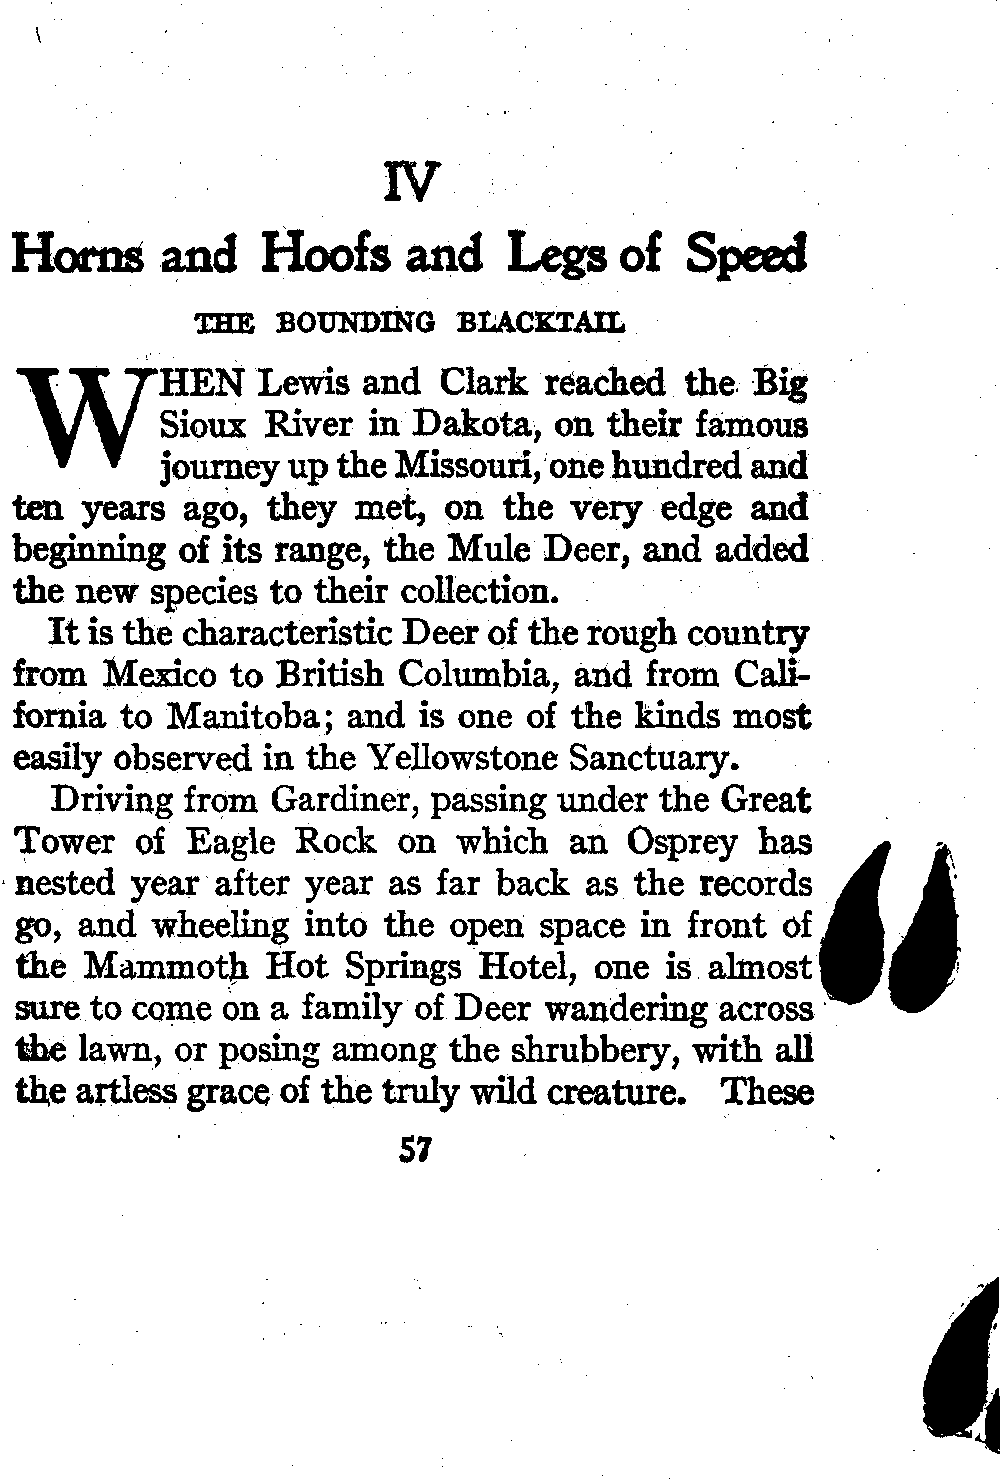 IV
Horns and Hoofs and Legs of Speed
THE BOUNDING BLACKTAIL
WHEN Lewis and Clark reached the Big
Sioux River in Dakota, on their famous
journey up the Missouri, one hundred and
ten years ago, they met, on the very edge and
beginning of its range, the Mule Deer, and added
the new species to their collection.
It is the characteristic Deer of the rough country
from Mexico to British Columbia, and from Cali-
fornia to Manitoba; and is one of the kinds most
easily observed in the Yellowstone Sanctuary.
Driving from Gardiner, passing under the Great
Tower of Eagle Rock on which an Osprey has
nested year after year as far back as the records
go, and wheeling into the open space in front of
the Mammoth Hot Springs Hotel, one is almost
sure to come on a family of Deer wandering across
the lawn, or posing among the shrubbery, with all
the artless grace of the truly wild creature. These
57